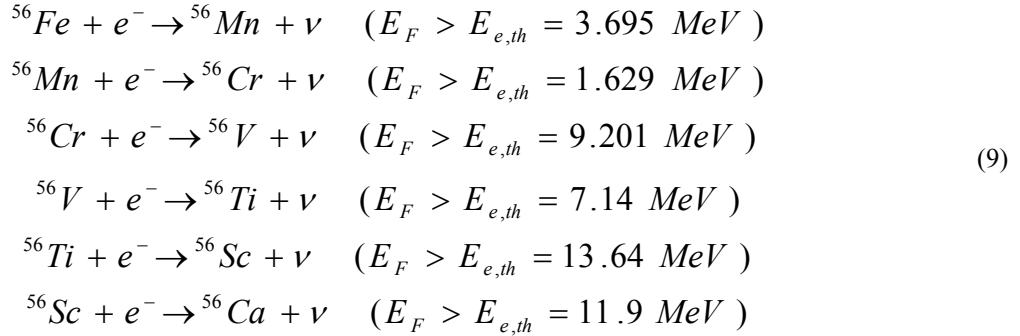 ⁵⁶Fe + e⁻ → ⁵⁶Mn + ν (E_F > E_e,th = 3.695 MeV )
⁵⁶Mn + e⁻ → ⁵⁶Cr + ν (E_F > E_e,th = 1.629 MeV )
⁵⁶Cr + e⁻ → ⁵⁶V + ν (E_F > E_e,th = 9.201 MeV )
(9)
⁵⁶V + e⁻ → ⁵⁶Ti + ν (E_F > E_e,th = 7.14 MeV )
⁵⁶Ti + e⁻ → ⁵⁶Sc + ν (E_F > E_e,th = 13.64 MeV )
⁵⁶Sc + e⁻ → ⁵⁶Ca + ν (E_F > E_e,th = 11.9 MeV )